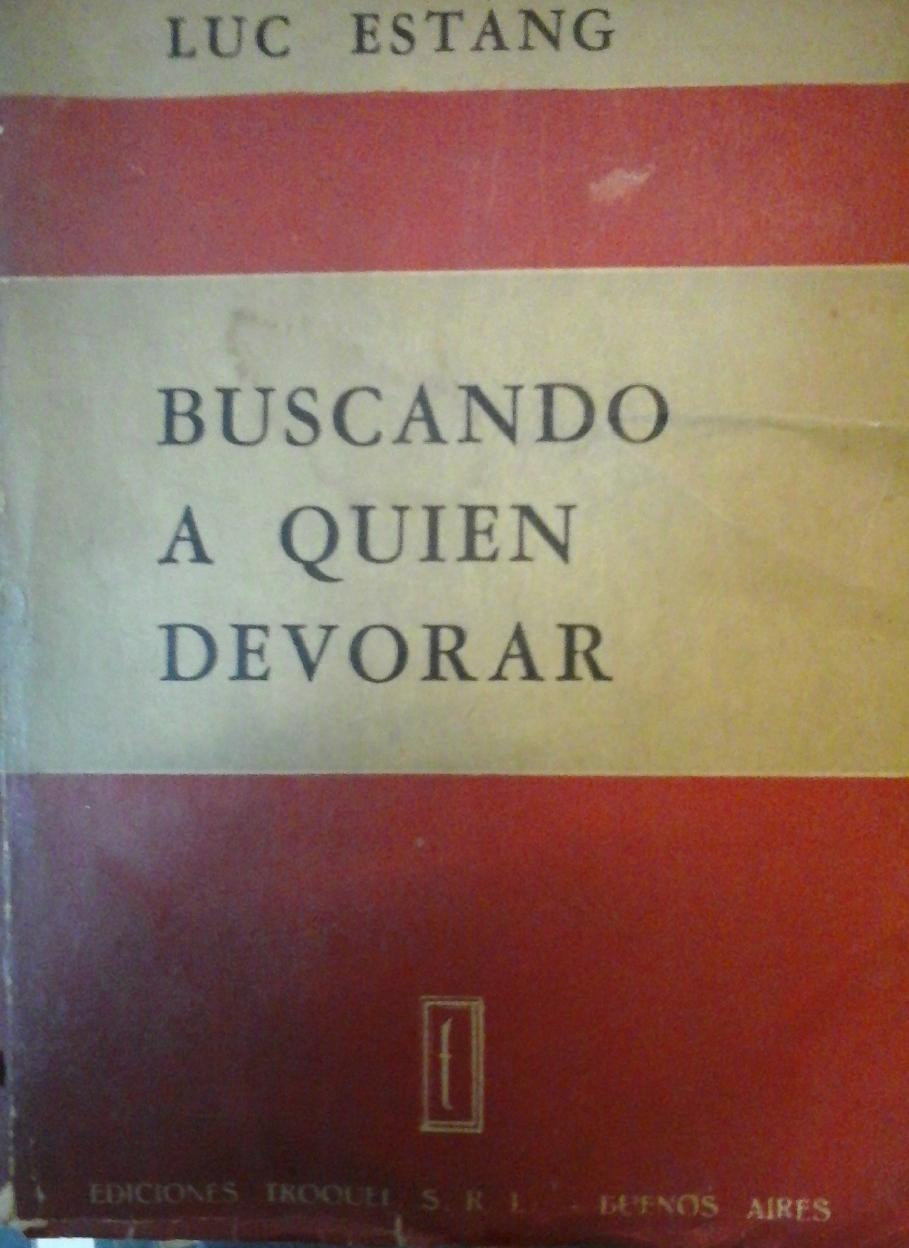 LUC ESTANG
BUSCANDO
A QUIEN
DEVORAR
t
EDICIONES TROQUEL S. R. L. - BUENOS AIRES